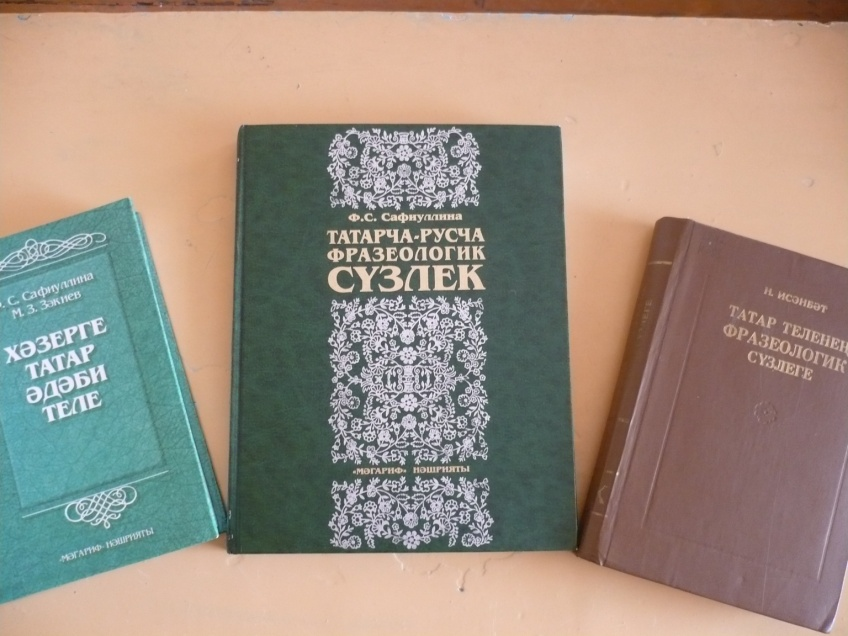 Ф.С. Сафиуллина
М.З. Зәкиев
ХӘЗЕРГЕ
ТАТАР
ӘДӘБИ
ТЕЛЕ
«МӘГАРИФ» НӘШРИЯТЫ
Ф.С. Сафиуллина
ТАТАРЧА-РУСЧА
ФРАЗЕОЛОГИК
СҮЗЛЕК
«МӘГАРИФ» НӘШРИЯТЫ
Н. ИСӘНБӘТ
ТАТАР ТЕЛЕНЕҢ
ФРАЗЕОЛОГИК
СҮЗЛЕГЕ